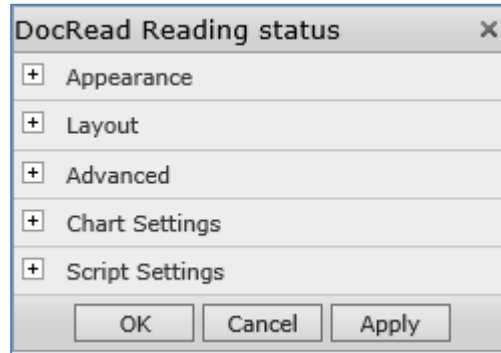 DocRead Reading status
Appearance
Layout
Advanced
Chart Settings
Script Settings
OK Cancel Apply